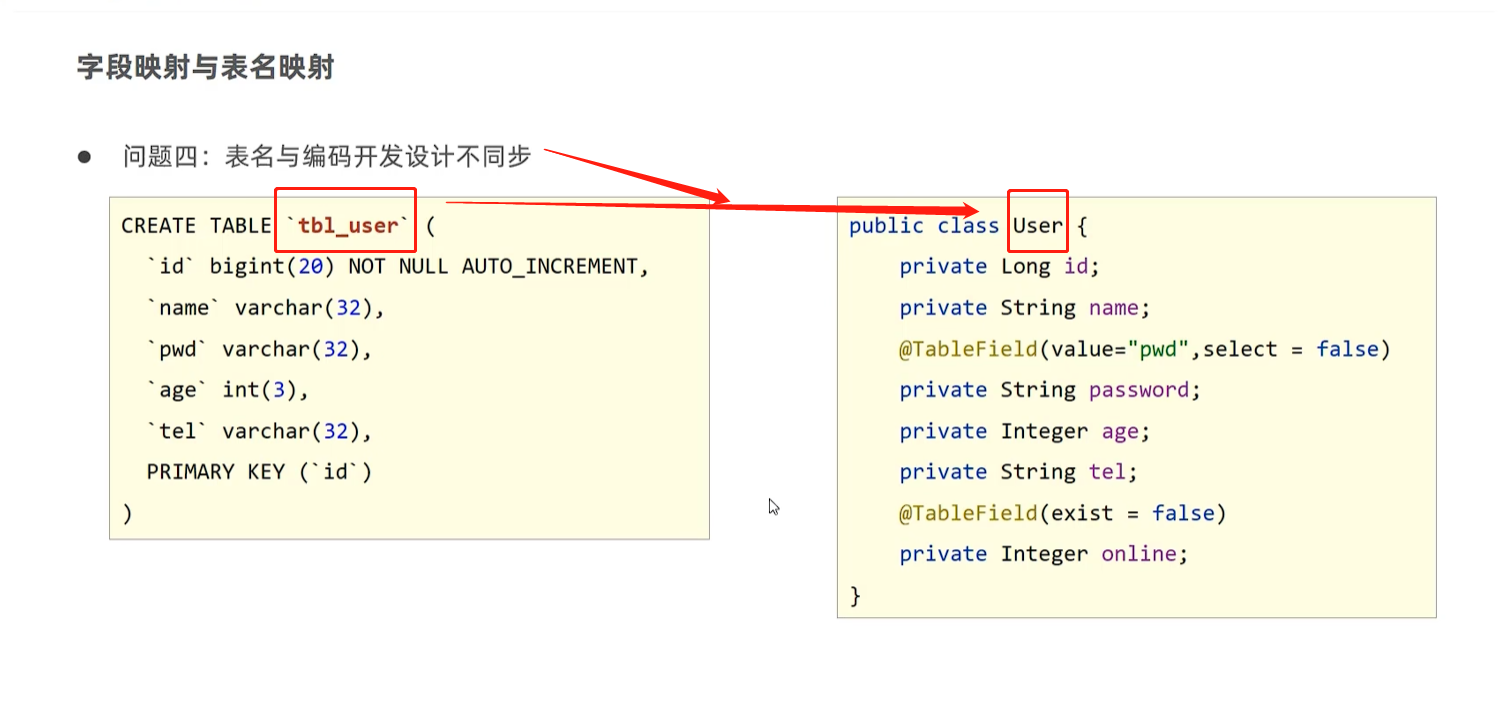 字段映射与表名映射
● 问题四：表名与编码开发设计不同步
CREATE TABLE `tbl_user` (
`id` bigint(20) NOT NULL AUTO_INCREMENT,
`name` varchar(32),
`pwd` varchar(32),
`age` int(3),
`tel` varchar(32),
PRIMARY KEY (`id`)
)
public class User {
private Long id;
private String name;
@TableField(value="pwd",select = false)
private String password;
private Integer age;
private String tel;
@TableField(exist = false)
private Integer online;
}